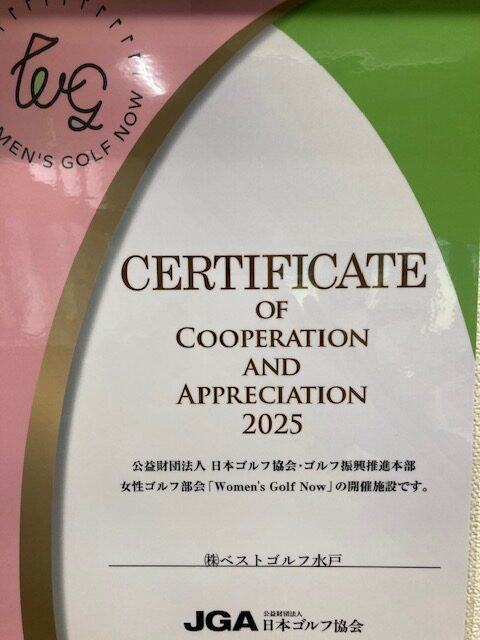 WG
MEN'S GOLF NOW
CERTIFICATE
OF
COOPERATION
AND
APPRECIATION
2025
公益財団法人 日本ゴルフ協会・ゴルフ振興推進本部
女性ゴルフ部会「Women's Golf Now」の開催施設です。
㈱ベストゴルフ水戸
JGA 公益財団法人 日本ゴルフ協会